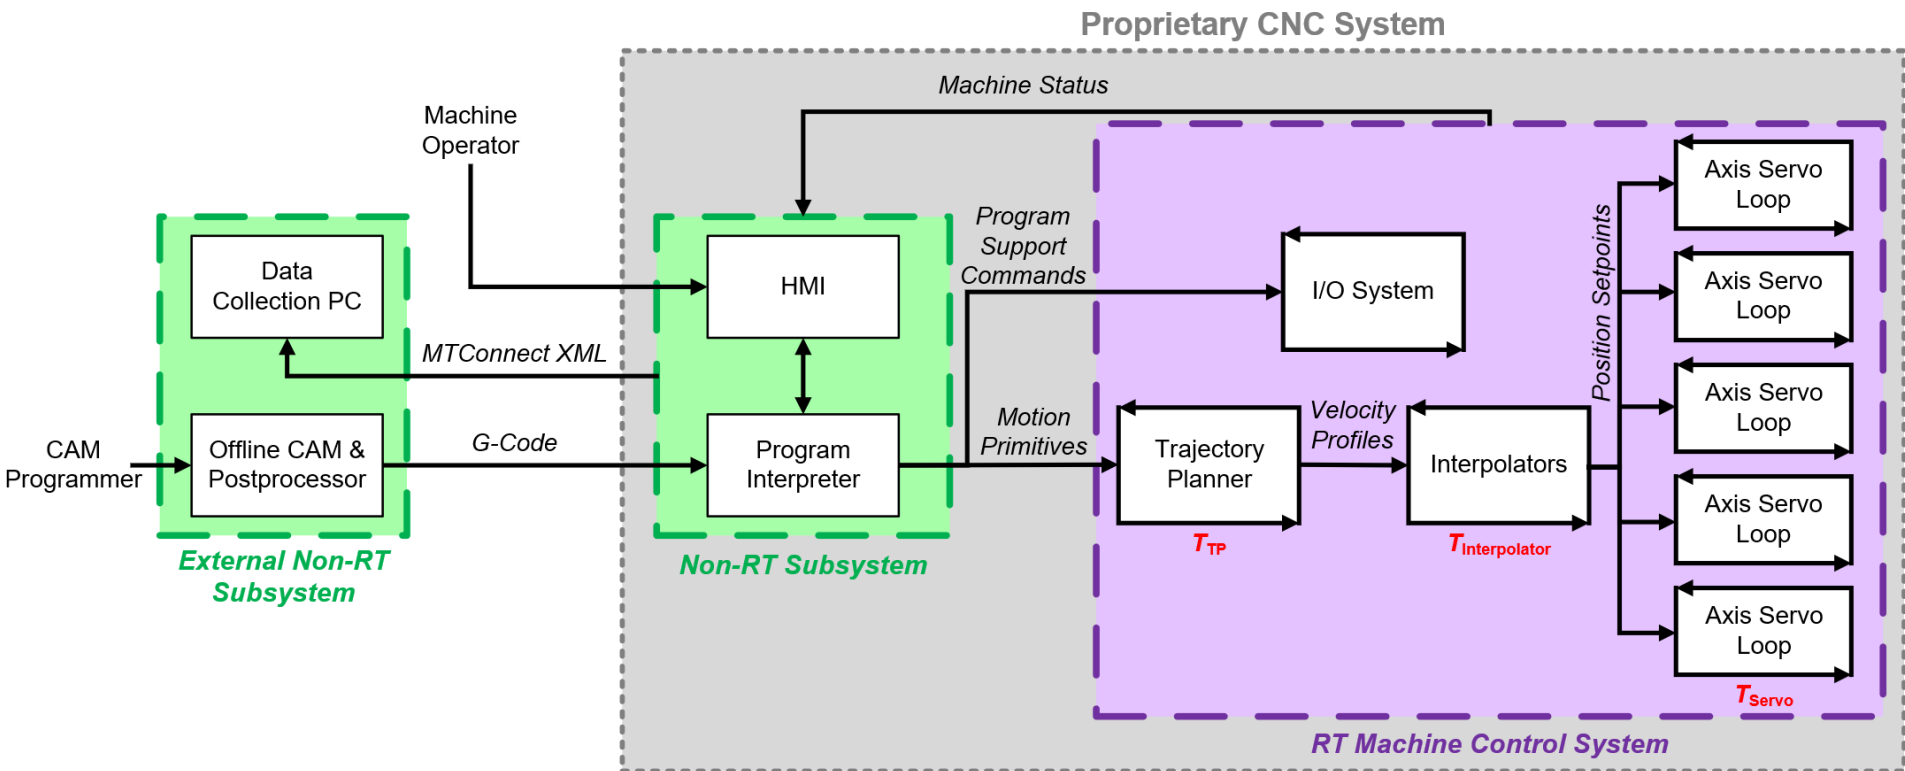 Proprietary CNC System
Machine Status
Machine
Operator
Program
Support
Commands
Data
Collection PC
HMI
I/O System
MTConnect XML
CAM
Programmer
Offline CAM &
Postprocessor
G-Code
Program
Interpreter
Motion
Primitives
Trajectory
Planner
Velocity
Profiles
Interpolators
Position Setpoints
Axis Servo
Loop
Axis Servo
Loop
Axis Servo
Loop
Axis Servo
Loop
Axis Servo
Loop
TTP
TInterpolator
TServo
External Non-RT
Subsystem
Non-RT Subsystem
RT Machine Control System